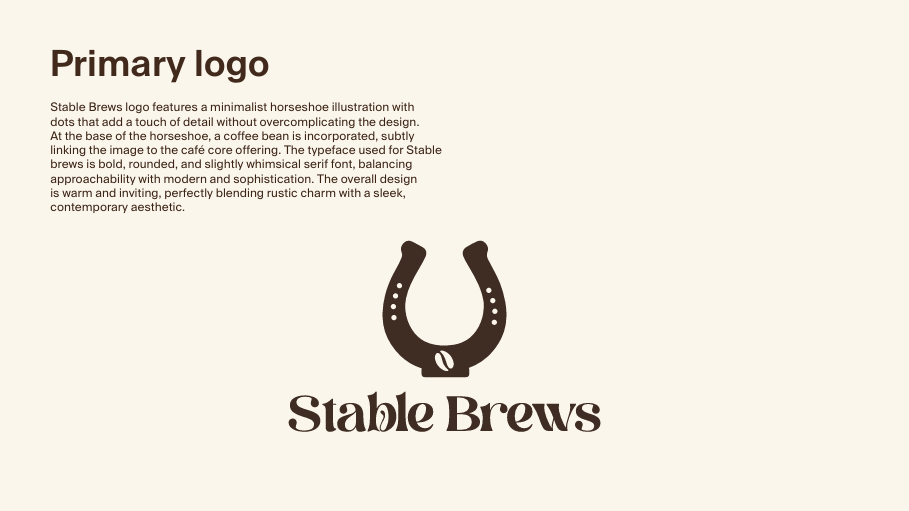 Primary logo
Stable Brews logo features a minimalist horseshoe illustration with
dots that add a touch of detail without overcomplicating the design.
At the base of the horseshoe, a coffee bean is incorporated, subtly
linking the image to the café core offering. The typeface used for Stable
brews is bold, rounded, and slightly whimsical serif font, balancing
approachability with modern and sophistication. The overall design
is warm and inviting, perfectly blending rustic charm with a sleek,
contemporary aesthetic.
Stable Brews